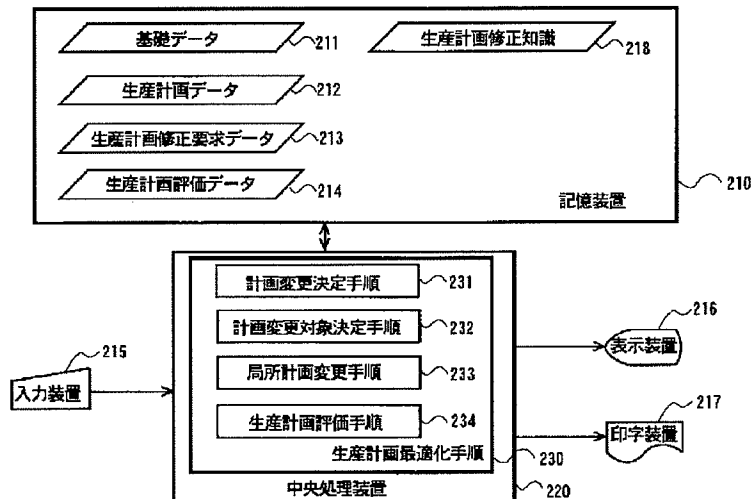 基礎データ 211
生産計画修正知識 218
生産計画データ 212
生産計画修正要求データ 213
生産計画評価データ 214
記憶装置 210
計画変更決定手順 231
計画変更対象決定手順 232
局所計画変更手順 233
生産計画評価手順 234
生産計画最適化手順 230
中央処理装置 220
入力装置 215
表示装置 216
印字装置 217